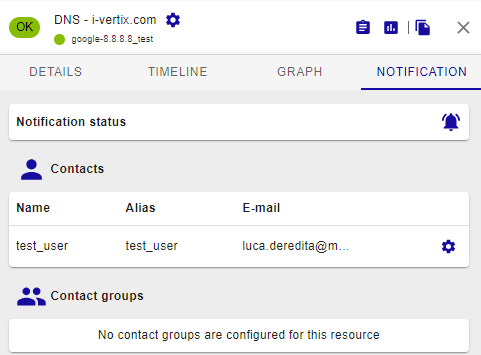 OK DNS - i-vertix.com
google-8.8.8.8_test
DETAILS TIMELINE GRAPH NOTIFICATION
Notification status
Contacts
Name Alias E-mail
test_user test_user luca.deredita@m...
Contact groups
No contact groups are configured for this resource